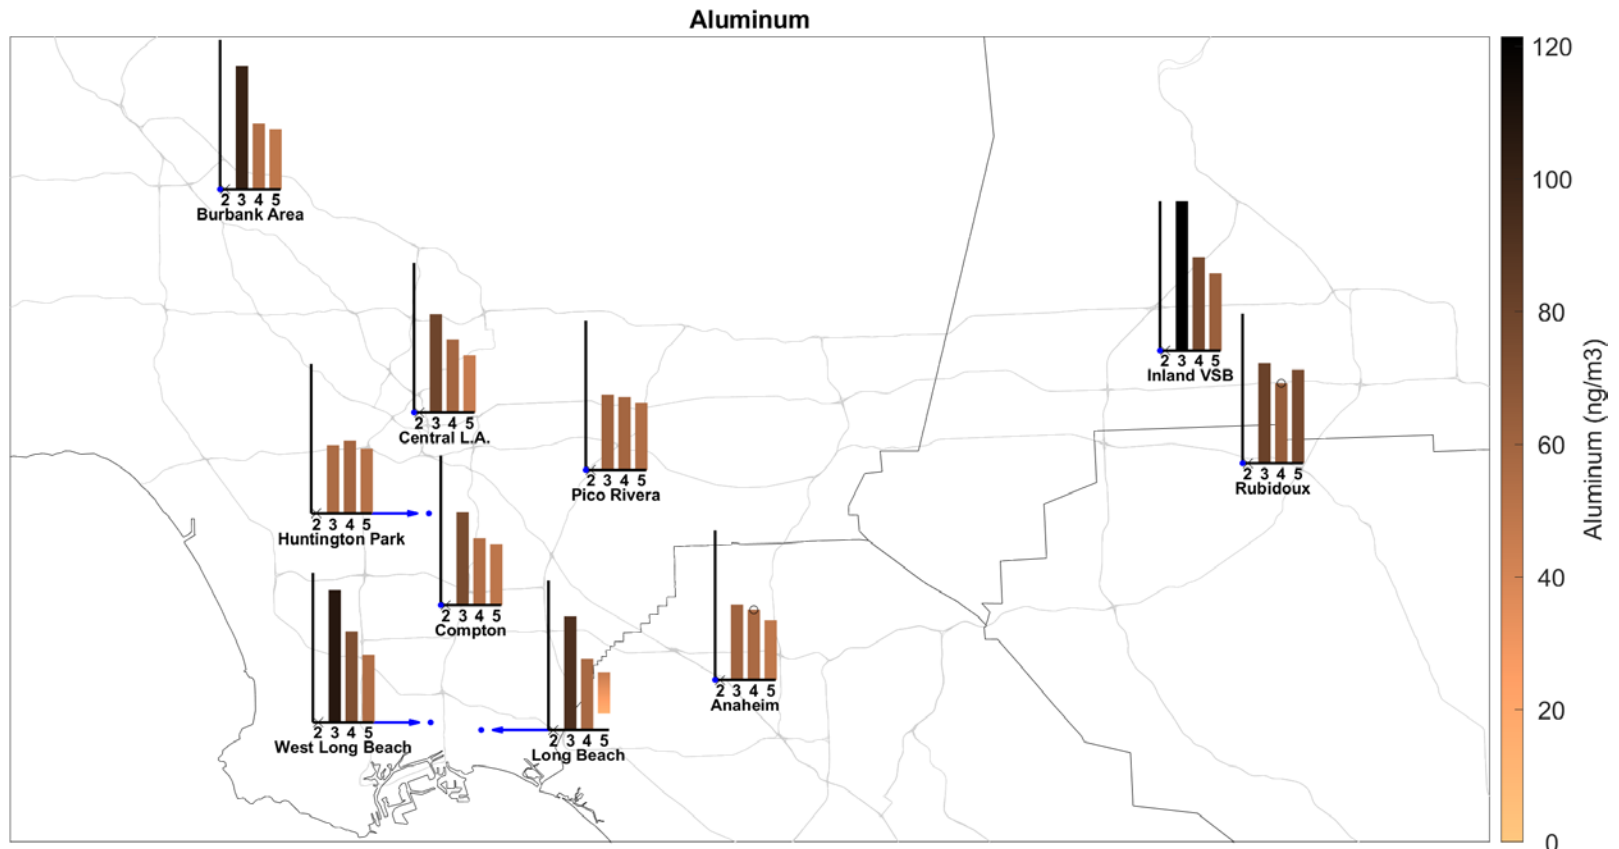 Aluminum
2 3 4 5
Burbank Area
2 3 4 5
Inland VSB
2 3 4 5
Central L.A.
2 3 4 5
Pico Rivera
2 3 4 5
Rubidoux
2 3 4 5
Huntington Park
2 3 4 5
Compton
2 3 4 5
Anaheim
2 3 4 5
West Long Beach
2 3 4 5
Long Beach
120
100
80
60
40
20
0
Aluminum (ng/m3)